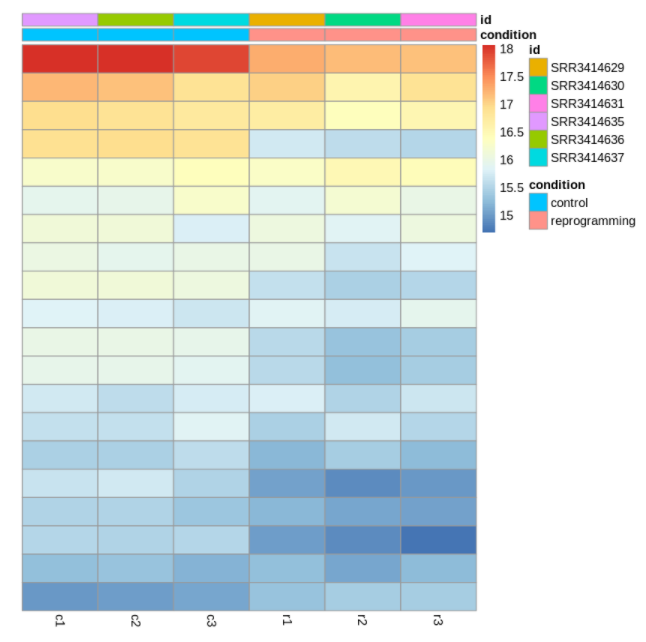 id
condition
18
17.5
17
16.5
16
15.5
15
id
SRR3414629
SRR3414630
SRR3414631
SRR3414635
SRR3414636
SRR3414637
condition
control
reprogramming
c1
c2
c3
r1
r2
r3